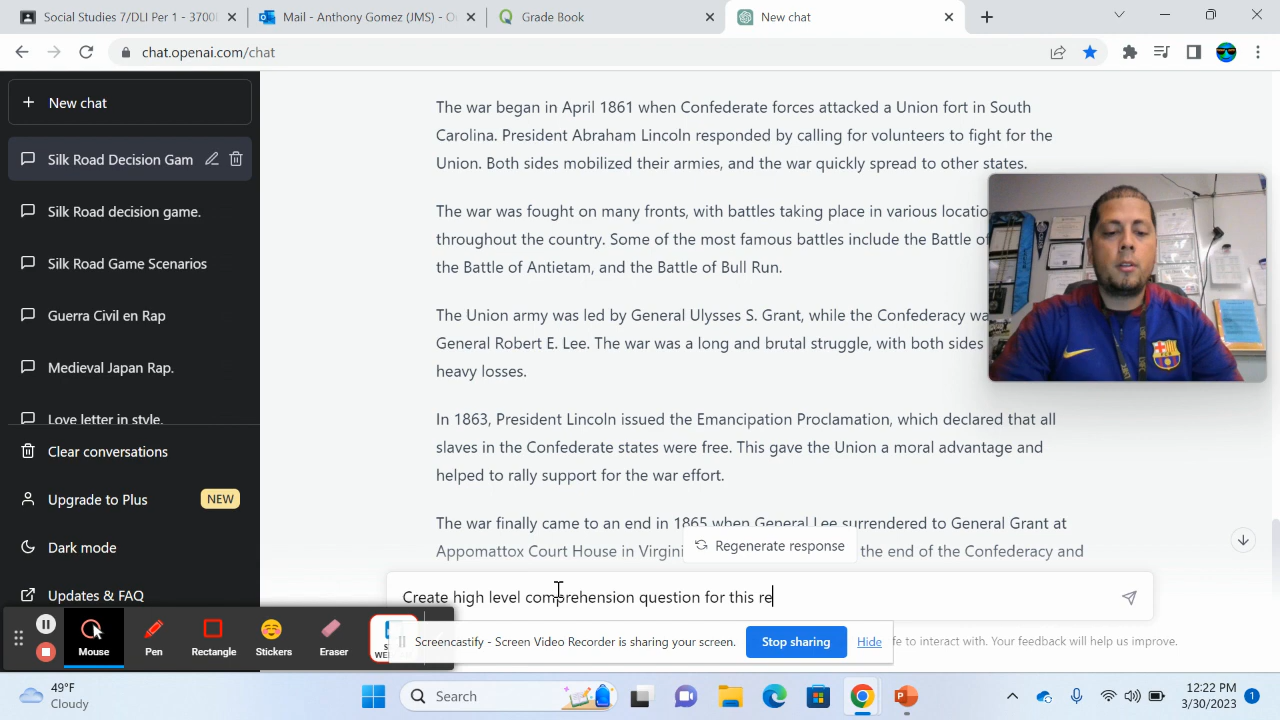 Social Studies 7/DLI Per 1 - 3700
Mail - Anthony Gomez (JMS) - O
Grade Book
New chat
chat.openai.com/chat
New chat
Silk Road Decision Gam
Silk Road decision game.
Silk Road Game Scenarios
Guerra Civil en Rap
Medieval Japan Rap.
Love letter in style.
Clear conversations
Upgrade to Plus NEW
Dark mode
Updates & FAQ
The war began in April 1861 when Confederate forces attacked a Union fort in South
Carolina. President Abraham Lincoln responded by calling for volunteers to fight for the
Union. Both sides mobilized their armies, and the war quickly spread to other states.
The war was fought on many fronts, with battles taking place in various locatio
throughout the country. Some of the most famous battles include the Battle of
the Battle of Antietam, and the Battle of Bull Run.
The Union army was led by General Ulysses S. Grant, while the Confederacy wa
General Robert E. Lee. The war was a long and brutal struggle, with both sides
heavy losses.
In 1863, President Lincoln issued the Emancipation Proclamation, which declared that all
slaves in the Confederate states were free. This gave the Union a moral advantage and
helped to rally support for the war effort.
The war finally came to an end in 1865 when General Lee surrendered to General Grant at
Appomattox Court House in Virgini the end of the Confederacy and
Regenerate response
Create high level comprehension question for this re
fe to interact with. Your feedback will help us improve.
Mouse
Pen
Rectangle
Stickers
Eraser
Screencastify - Screen Video Recorder is sharing your screen.
Stop sharing
Hide
49°F
Cloudy
Search
12:22 PM
3/30/2023
1